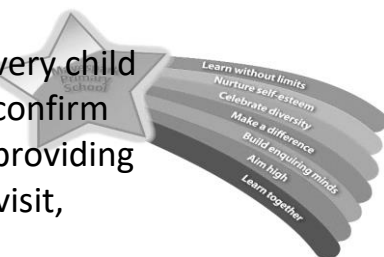 very child
confirm
providing
visit,
Primary
School
Learn without limits
Nurture self-esteem
Celebrate diversity
Make a difference
Build enquiring minds
Aim high
Learn together